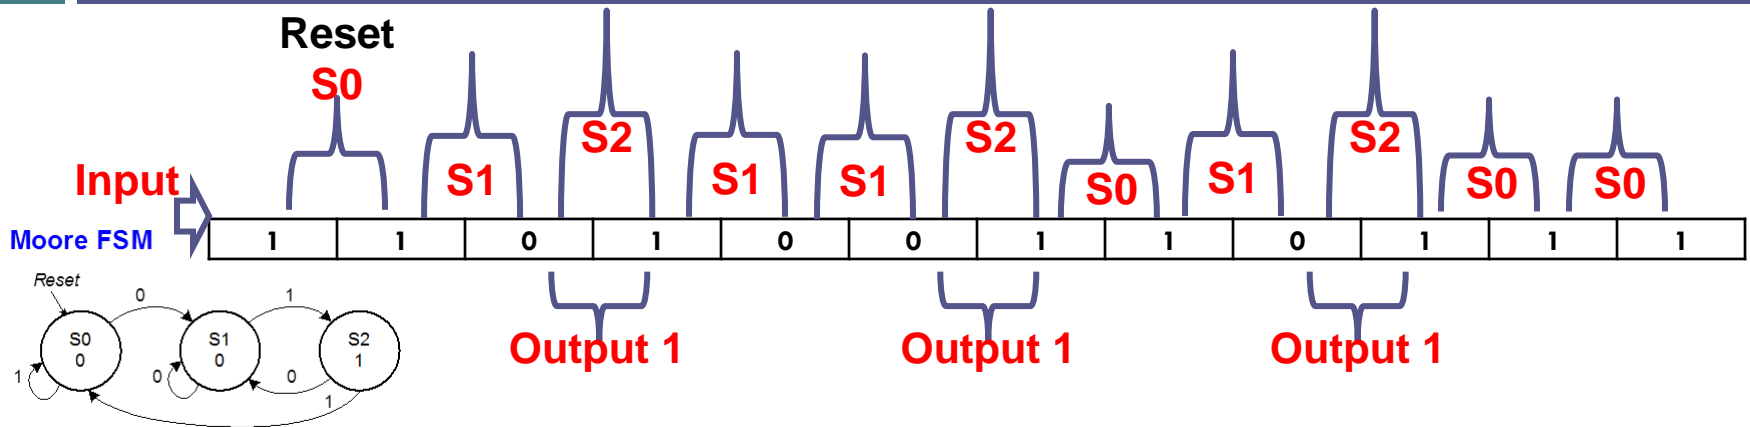 Reset
S0
S2 S2 S2
S1 S1 S1 S0 S1 S0 S0
Input
Moore FSM 1 1 0 1 0 0 1 1 0 1 1 1
Reset
0 1
S0 S1 S2
0 0 1
1 0 0
1
Output 1 Output 1 Output 1